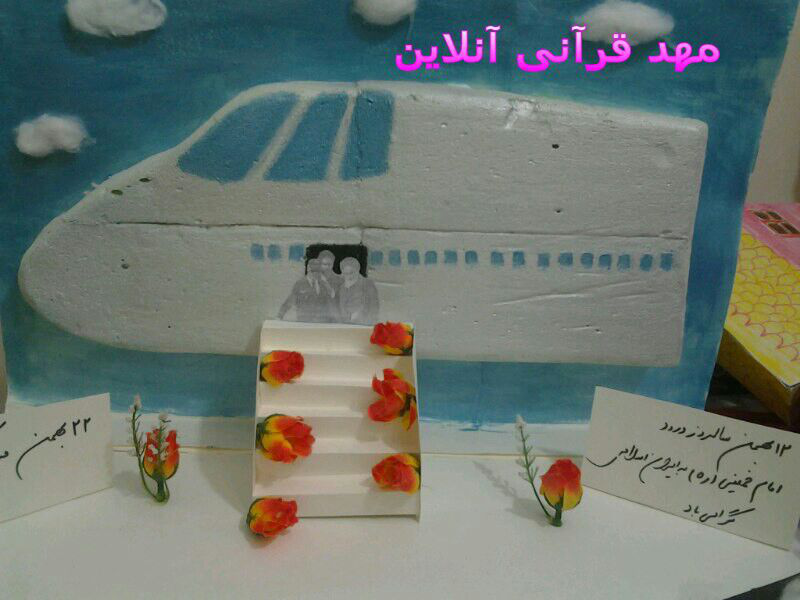 مهد قرآنی آنلاین
۱۲ بهمن سالروز ورود
امام خمینی (ره) به ایران اسلامی
گرامی باد
۲۲ بهمن